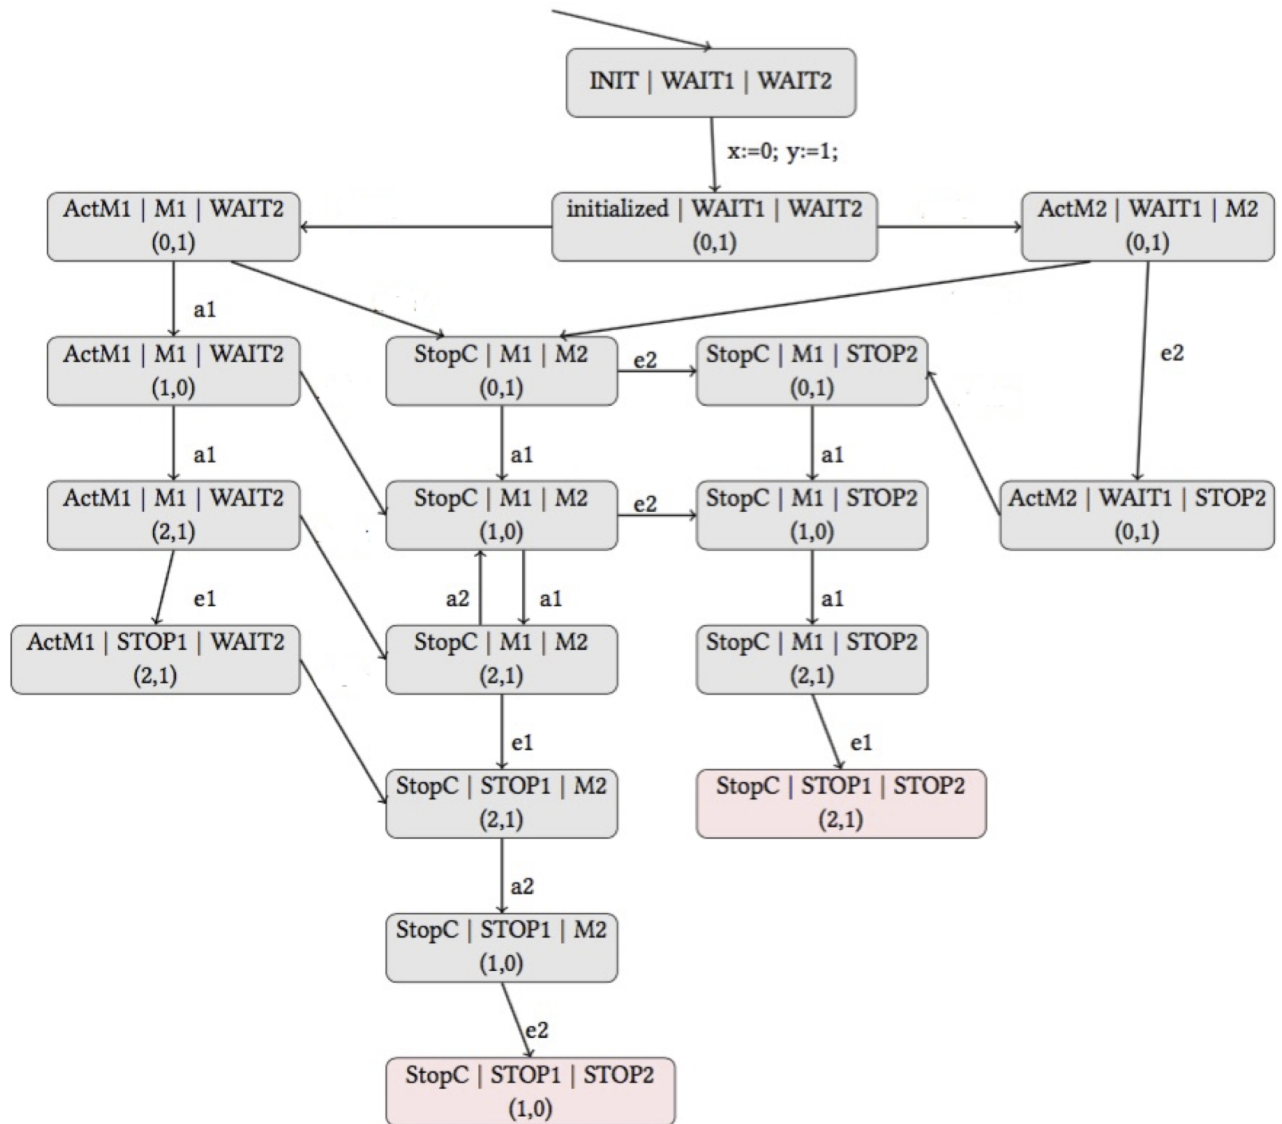 INIT | WAIT1 | WAIT2
x:=0; y:=1;
ActM1 | M1 | WAIT2
(0,1)
initialized | WAIT1 | WAIT2
(0,1)
ActM2 | WAIT1 | M2
(0,1)
a1
ActM1 | M1 | WAIT2
(1,0)
StopC | M1 | M2
(0,1)
e2
StopC | M1 | STOP2
(0,1)
e2
a1
a1
a1
ActM1 | M1 | WAIT2
(2,1)
StopC | M1 | M2
(1,0)
e2
StopC | M1 | STOP2
(1,0)
ActM2 | WAIT1 | STOP2
(0,1)
e1
a2
a1
a1
ActM1 | STOP1 | WAIT2
(2,1)
StopC | M1 | M2
(2,1)
StopC | M1 | STOP2
(2,1)
e1
e1
StopC | STOP1 | M2
(2,1)
StopC | STOP1 | STOP2
(2,1)
a2
StopC | STOP1 | M2
(1,0)
e2
StopC | STOP1 | STOP2
(1,0)